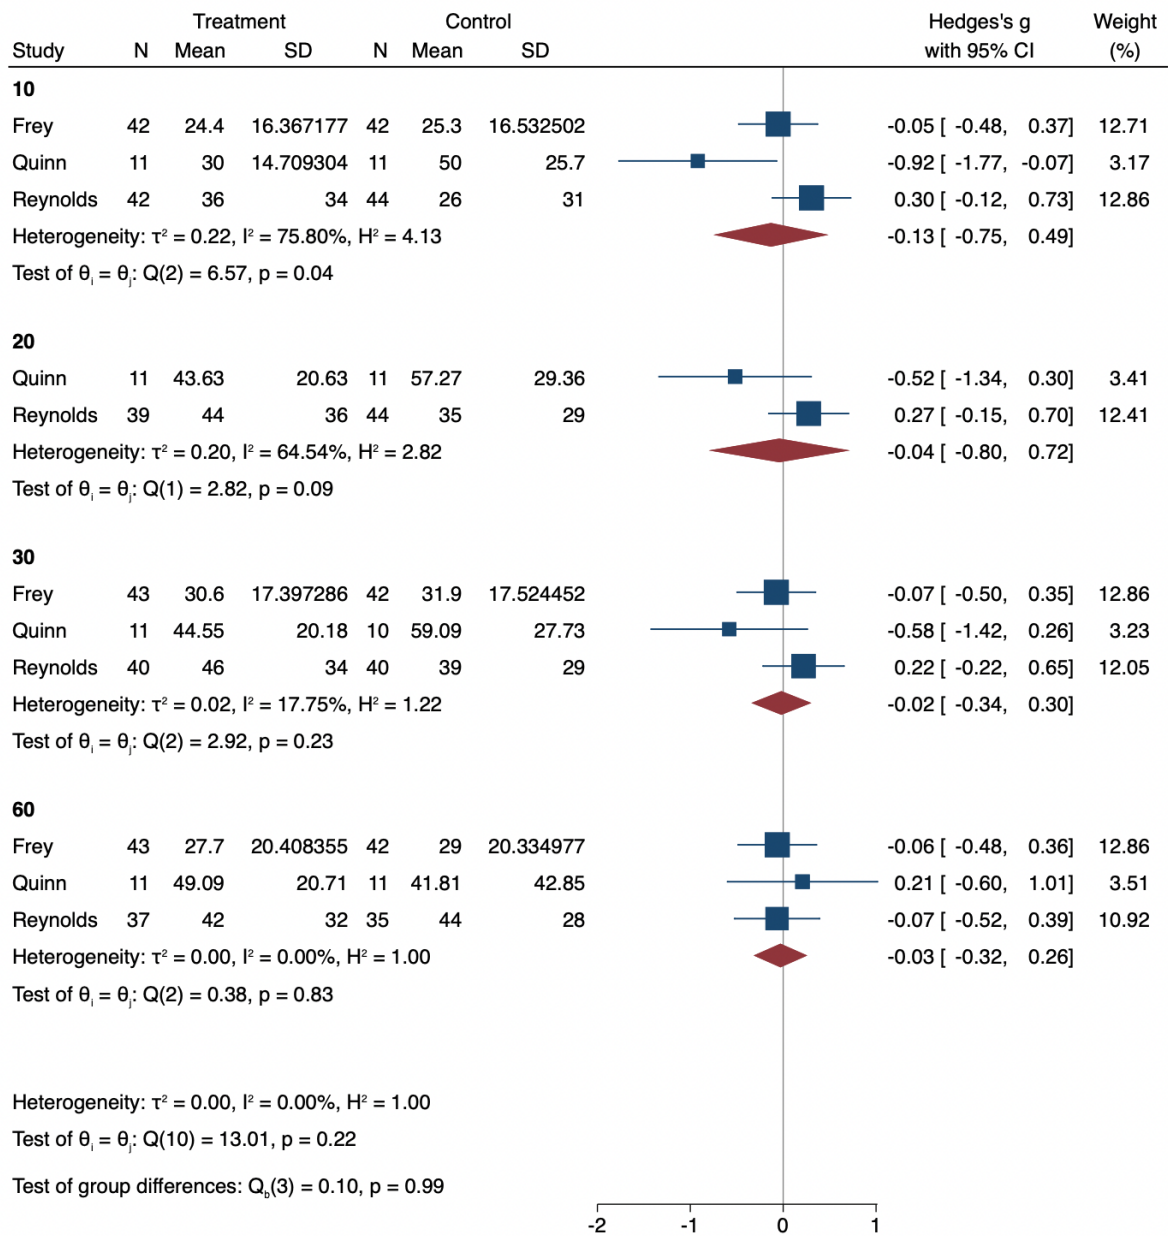 Treatment Control Hedges's g Weight
Study N Mean SD N Mean SD with 95% CI (%)
10
Frey 42 24.4 16.367177 42 25.3 16.532502 -0.05 [ -0.48, 0.37] 12.71
Quinn 11 30 14.709304 11 50 25.7 -0.92 [ -1.77, -0.07] 3.17
Reynolds 42 36 34 44 26 31 0.30 [ -0.12, 0.73] 12.86
Heterogeneity: τ² = 0.22, I² = 75.80%, H² = 4.13 -0.13 [ -0.75, 0.49]
Test of θᵢ = θⱼ: Q(2) = 6.57, p = 0.04
20
Quinn 11 43.63 20.63 11 57.27 29.36 -0.52 [ -1.34, 0.30] 3.41
Reynolds 39 44 36 44 35 29 0.27 [ -0.15, 0.70] 12.41
Heterogeneity: τ² = 0.20, I² = 64.54%, H² = 2.82 -0.04 [ -0.80, 0.72]
Test of θᵢ = θⱼ: Q(1) = 2.82, p = 0.09
30
Frey 43 30.6 17.397286 42 31.9 17.524452 -0.07 [ -0.50, 0.35] 12.86
Quinn 11 44.55 20.18 10 59.09 27.73 -0.58 [ -1.42, 0.26] 3.23
Reynolds 40 46 34 40 39 29 0.22 [ -0.22, 0.65] 12.05
Heterogeneity: τ² = 0.02, I² = 17.75%, H² = 1.22 -0.02 [ -0.34, 0.30]
Test of θᵢ = θⱼ: Q(2) = 2.92, p = 0.23
60
Frey 43 27.7 20.408355 42 29 20.334977 -0.06 [ -0.48, 0.36] 12.86
Quinn 11 49.09 20.71 11 41.81 42.85 0.21 [ -0.60, 1.01] 3.51
Reynolds 37 42 32 35 44 28 -0.07 [ -0.52, 0.39] 10.92
Heterogeneity: τ² = 0.00, I² = 0.00%, H² = 1.00 -0.03 [ -0.32, 0.26]
Test of θᵢ = θⱼ: Q(2) = 0.38, p = 0.83
Heterogeneity: τ² = 0.00, I² = 0.00%, H² = 1.00
Test of θᵢ = θⱼ: Q(10) = 13.01, p = 0.22
Test of group differences: Q_b(3) = 0.10, p = 0.99
-2 -1 0 1